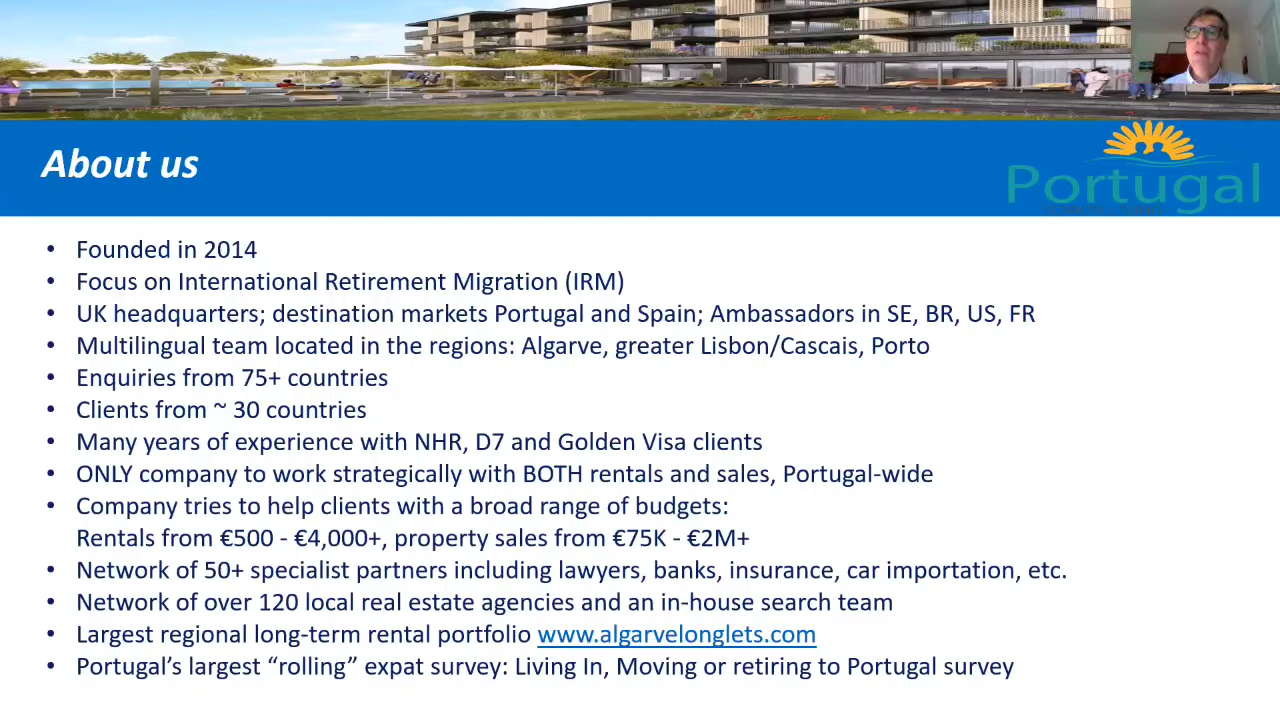 About us
Portugal
• Founded in 2014
• Focus on International Retirement Migration (IRM)
• UK headquarters; destination markets Portugal and Spain; Ambassadors in SE, BR, US, FR
• Multilingual team located in the regions: Algarve, greater Lisbon/Cascais, Porto
• Enquiries from 75+ countries
• Clients from ~ 30 countries
• Many years of experience with NHR, D7 and Golden Visa clients
• ONLY company to work strategically with BOTH rentals and sales, Portugal-wide
• Company tries to help clients with a broad range of budgets:
Rentals from €500 - €4,000+, property sales from €75K - €2M+
• Network of 50+ specialist partners including lawyers, banks, insurance, car importation, etc.
• Network of over 120 local real estate agencies and an in-house search team
• Largest regional long-term rental portfolio www.algarvelonglets.com
• Portugal’s largest “rolling” expat survey: Living In, Moving or retiring to Portugal survey